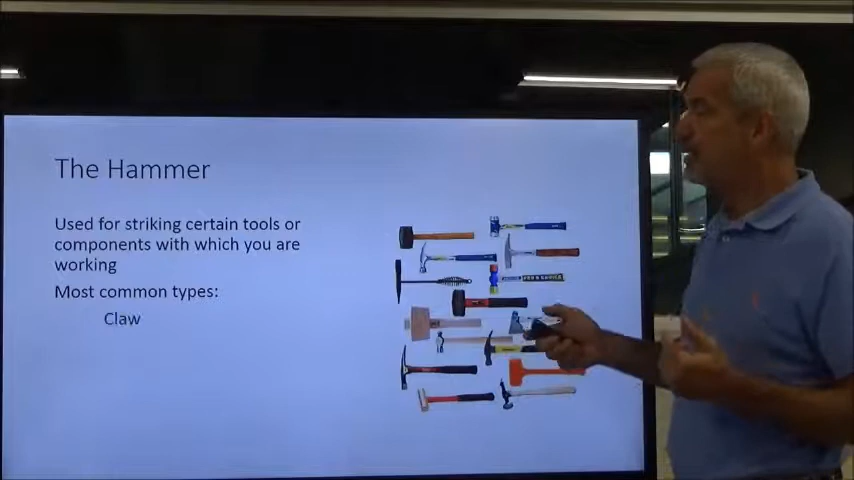 The Hammer
Used for striking certain tools or
components with which you are
working
Most common types:
Claw